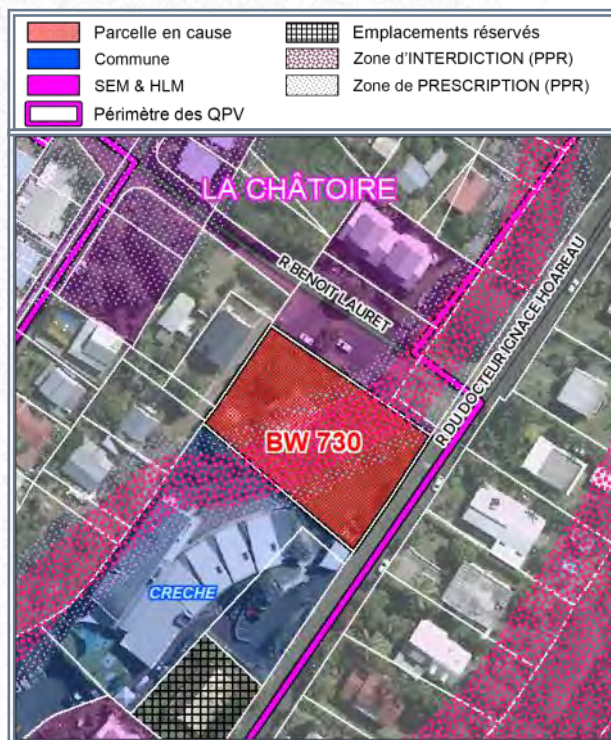 Parcelle en cause
Commune
SEM & HLM
Périmètre des QPV
Emplacements réservés
Zone d'INTERDICTION (PPR)
Zone de PRESCRIPTION (PPR)
LA CHÂTOIRE
R BENOIT LAURET
R DU DOCTEUR IGNACE HOAREAU
BW 730
CRECHE